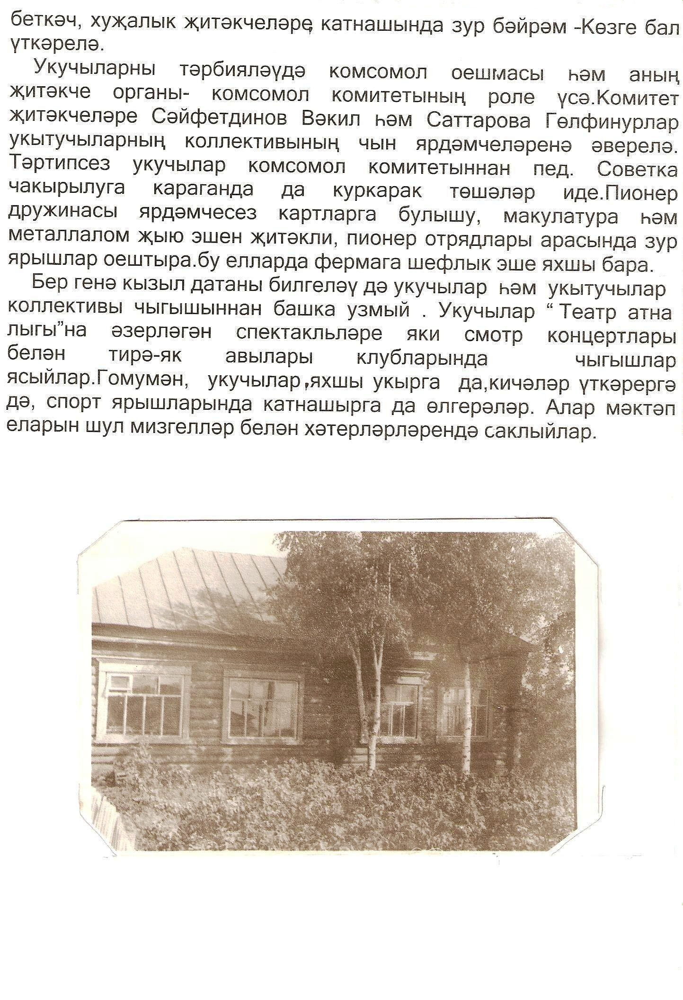 беткәч, хуҗалык җитәкчеләре, катнашында зур бәйрәм -Көзге бал
үткәрелә.
Укучыларны тәрбияләүдә комсомол оешмасы һәм аның
җитәкче органы- комсомол комитетының роле үсә.Комитет
җитәкчеләре Сәйфетдинов Вәкил һәм Саттарова Гөлфинурлар
укытучыларның коллективының чын ярдәмчеләренә әверелә.
Тәртипсез укучылар комсомол комитетыннан пед. Советка
чакырылуга караганда да куркарак төшәләр иде.Пионер
дружинасы ярдәмчесез картларга булышу, макулатура һәм
металлалом җыю эшен җитәкли, пионер отрядлары арасында зур
ярышлар оештыра.бу елларда фермага шефлык эше яхшы бара.
Бер генә кызыл датаны билгеләү дә укучылар һәм укытучылар
коллективы чыгышыннан башка узмый . Укучылар “ Театр атна
лыгы”на әзерләгән спектакльләре яки смотр концертлары
белән тирә-як авылары клубларында чыгышлар
ясыйлар.Гомумән, укучылар ,яхшы укырга да,кичәләр үткәрергә
дә, спорт ярышларында катнашырга да өлгерәләр. Алар мәктәп
еларын шул мизгелләр белән хәтерләрләрендә саклыйлар.